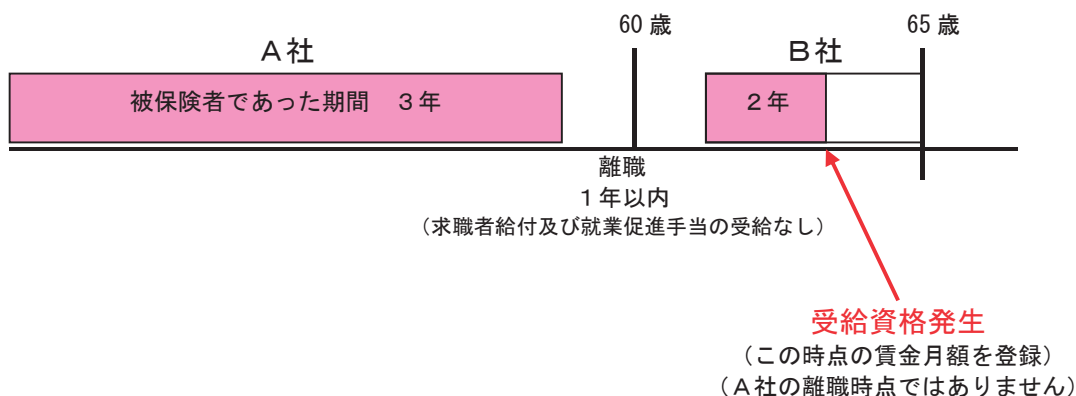 60歳
65歳
A社
B社
被保険者であった期間 3年
2年
離職
1年以内
（求職者給付及び就業促進手当の受給なし）
受給資格発生
（この時点の賃金月額を登録）
（A社の離職時点ではありません）